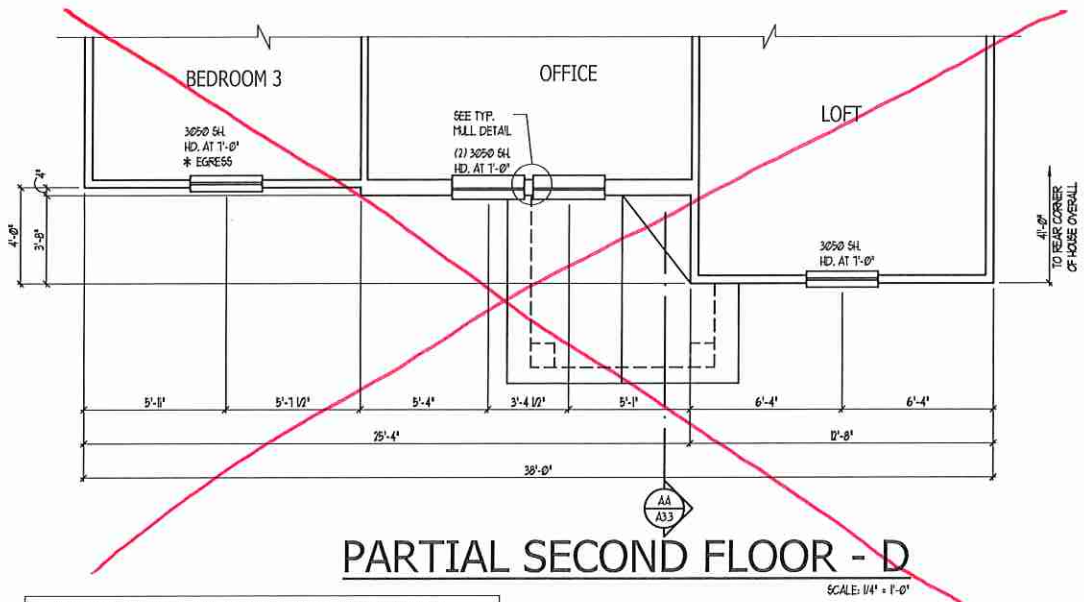 BEDROOM 3
OFFICE
LOFT
3050 SH.
HD. AT 7'-0"
* EGRESS
SEE TYP.
MULL DETAIL
(2) 3050 SH.
HD. AT 7'-0"
3050 SH.
HD. AT 7'-0"
4"
4'-0"
3'-8"
41'-0"
TO REAR CORNER
OF HOUSE OVERALL
5'-11"
5'-7 1/2"
5'-4"
3'-4 1/2"
5'-1"
6'-4"
6'-4"
25'-4"
12'-8"
38'-0"
AA
A3.3
PARTIAL SECOND FLOOR - D
SCALE: 1/4" = 1'-0"